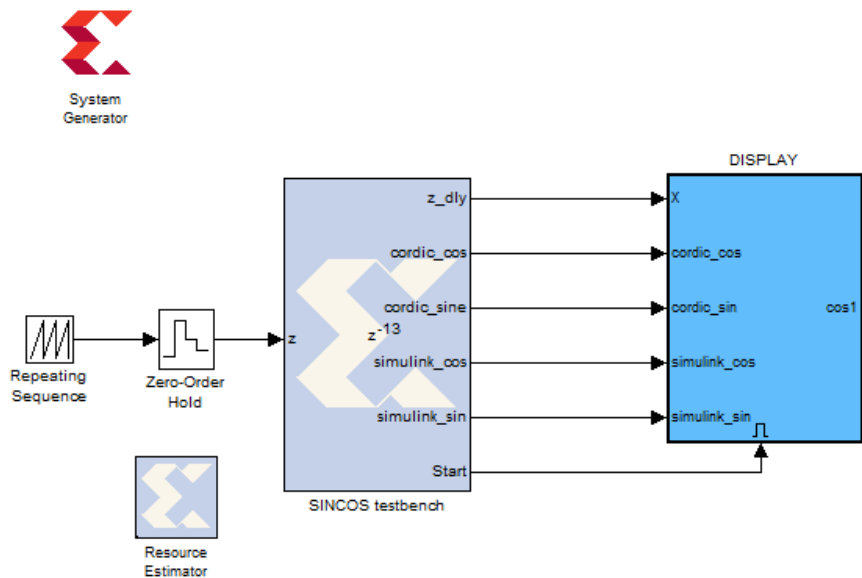 System
Generator
DISPLAY
z_dly
X
cordic_cos
cordic_cos
cordic_sine
cordic_sin
cos1
z
z-13
simulink_cos
simulink_cos
Repeating
Sequence
Zero-Order
Hold
simulink_sin
simulink_sin
Start
SINCOS testbench
Resource
Estimator